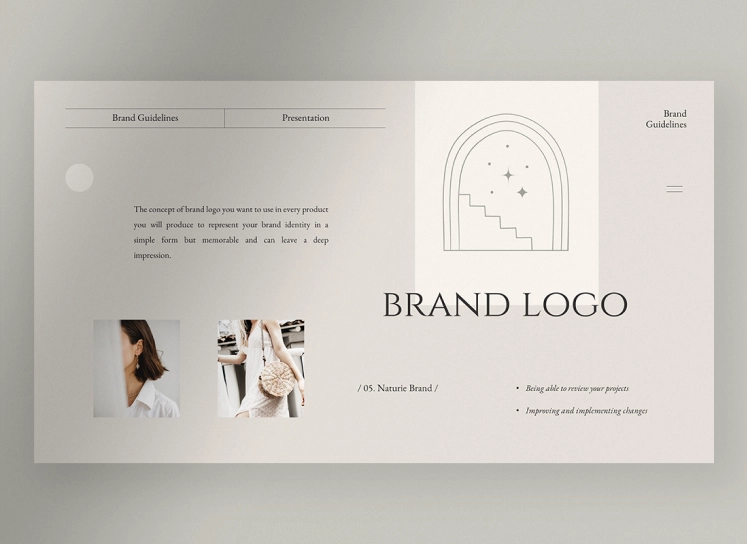 Brand Guidelines
Presentation
Brand
Guidelines
The concept of brand logo you want to use in every product
you will produce to represent your brand identity in a
simple form but memorable and can leave a deep
impression.
BRAND LOGO
/ 05. Naturie Brand /
• Being able to review your projects
• Improving and implementing changes